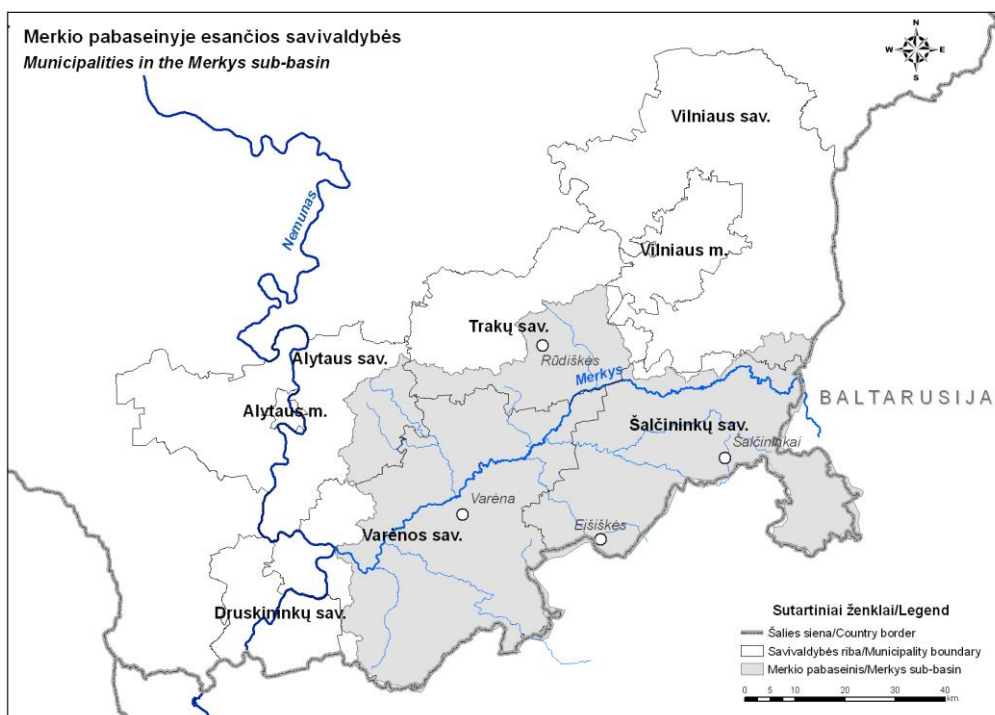 Merkio pabaseinyje esančios savivaldybės
Municipalities in the Merkys sub-basin
N
W
E
S
Vilniaus sav.
Nemunas
Vilniaus m.
Trakų sav.
Alytaus sav.
Rūdiškės
Merkys
BALTARUSIJA
Alytaus m.
Šalčininkų sav.
Šalčininkai
Varėna
Eišiškės
Varėnos sav.
Druskininkų sav.
Sutartiniai ženklai/Legend
Šalies siena/Country border
Savivaldybės riba/Municipality boundary
Merkio pabaseinis/Merkys sub-basin
0 5 10 20 30 40
km